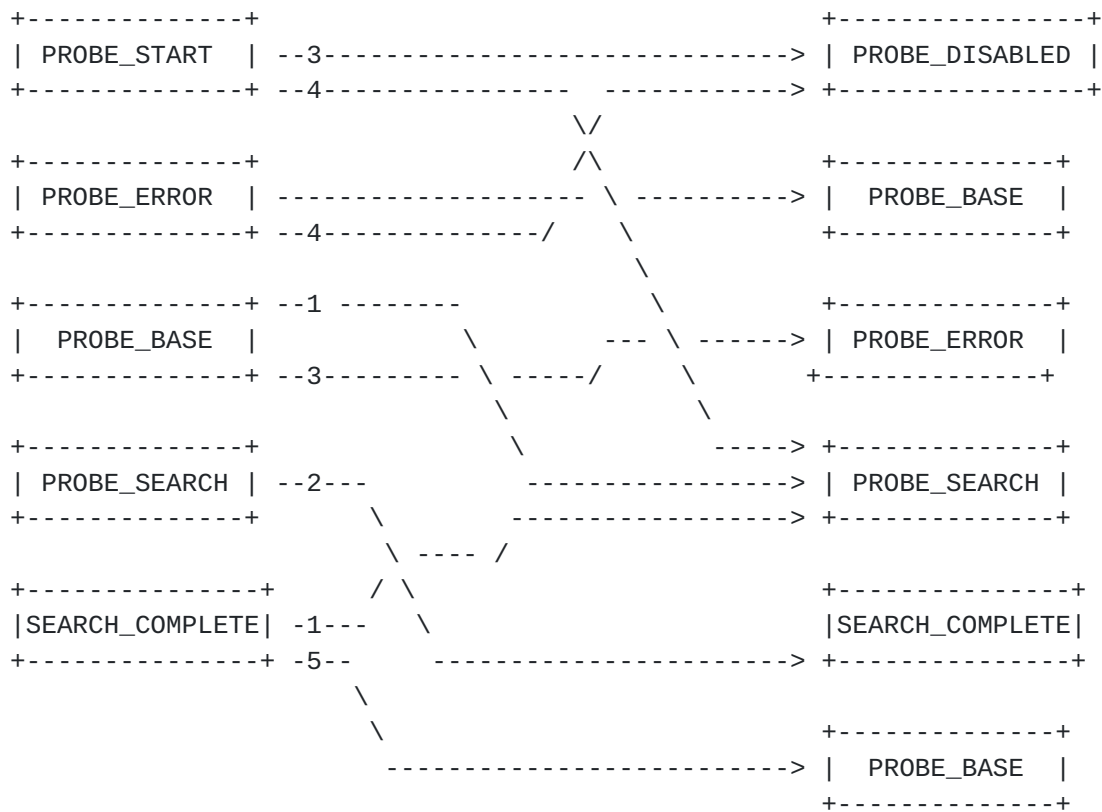 +--------------+                                     +----------------+
| PROBE_START  | --3-------------------------------> | PROBE_DISABLED |
+--------------+ --4----------------  ------------> +----------------+
                                    \/
+--------------+                    /\               +--------------+
| PROBE_ERROR  | -------------------- \ ----------> |  PROBE_BASE  |
+--------------+ --4--------------/    \             +--------------+
                                        \
+--------------+ --1 --------            \           +--------------+
|  PROBE_BASE  |             \        --- \ ------> | PROBE_ERROR  |
+--------------+ --3--------- \ -----/     \        +--------------+
                               \            \
+--------------+                \            -----> +--------------+
| PROBE_SEARCH | --2---          -----------------> | PROBE_SEARCH |
+--------------+       \        ------------------> +--------------+
                        \ ---- /
+---------------+      / \                           +---------------+
|SEARCH_COMPLETE| -1---   \                          |SEARCH_COMPLETE|
+---------------+ -5--     -----------------------> +---------------+
                      \
                       \                             +--------------+
                        --------------------------> |  PROBE_BASE  |
                                                     +--------------+